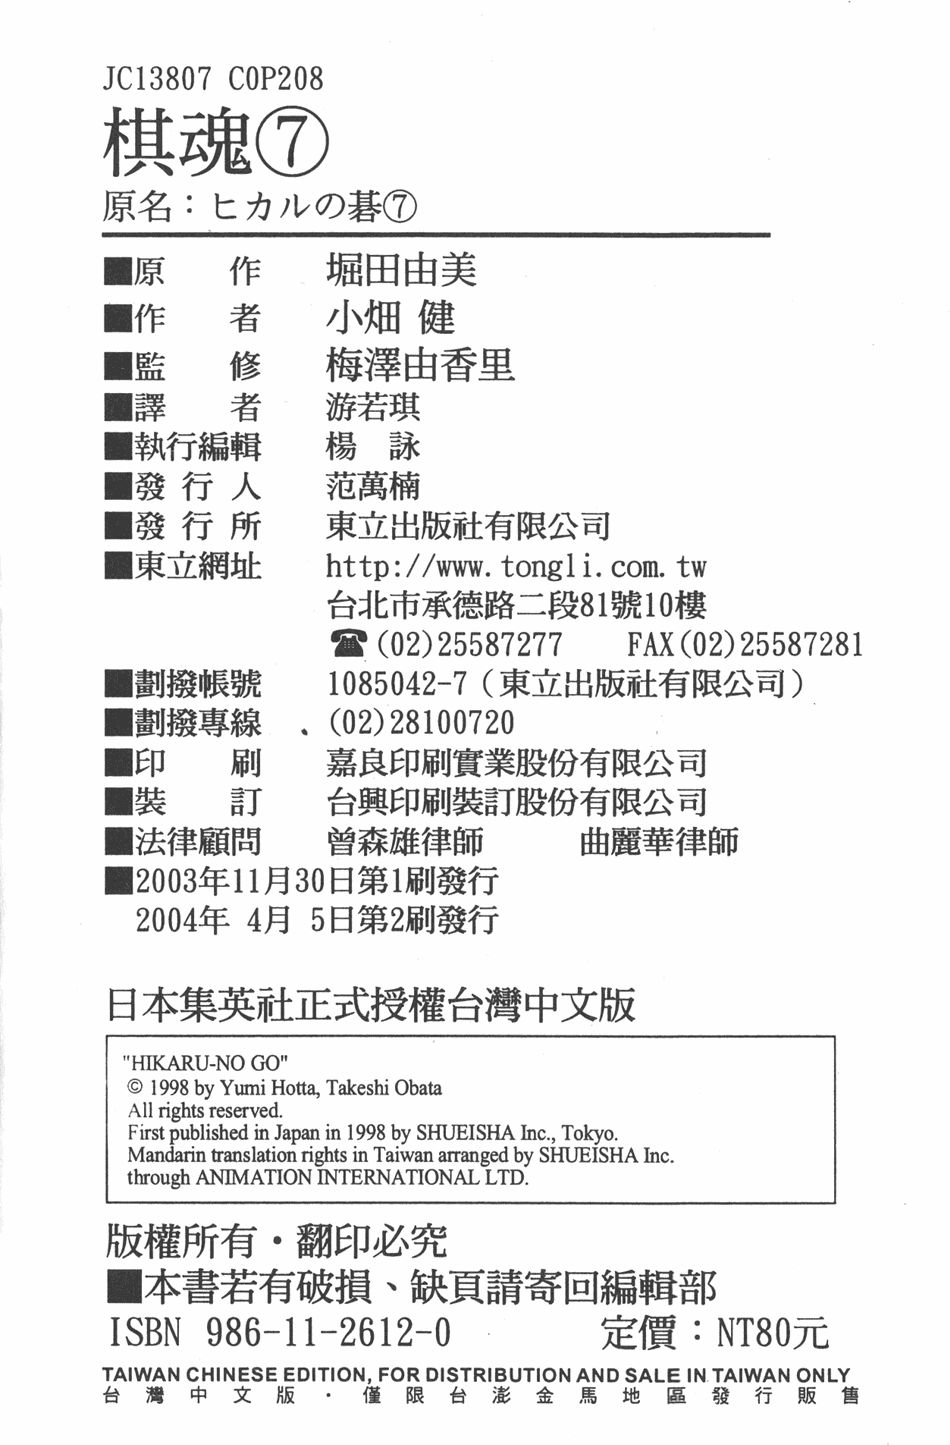 JC13807 C0P208
棋魂⑦
原名：ヒカルの碁⑦
■原　作　堀田由美
■作　者　小畑 健
■監　修　梅澤由香里
■譯　者　游若琪
■執行編輯　楊　詠
■發行人　范萬楠
■發行所　東立出版社有限公司
■東立網址　http://www.tongli.com.tw
台北市承德路二段81號10樓
☎(02)25587277　FAX(02)25587281
■劃撥帳號　1085042-7（東立出版社有限公司）
■劃撥專線　(02)28100720
■印　刷　嘉良印刷實業股份有限公司
■裝　訂　台興印刷裝訂股份有限公司
■法律顧問　曾森雄律師　曲麗華律師
■2003年11月30日第1刷發行
2004年 4月 5日第2刷發行
日本集英社正式授權台灣中文版
"HIKARU-NO GO"
© 1998 by Yumi Hotta, Takeshi Obata
All rights reserved.
First published in Japan in 1998 by SHUEISHA Inc., Tokyo.
Mandarin translation rights in Taiwan arranged by SHUEISHA Inc.
through ANIMATION INTERNATIONAL LTD.
版權所有・翻印必究
■本書若有破損、缺頁請寄回編輯部
ISBN 986-11-2612-0　定價：NT80元
TAIWAN CHINESE EDITION, FOR DISTRIBUTION AND SALE IN TAIWAN ONLY
台灣中文版・僅限台澎金馬地區發行販售